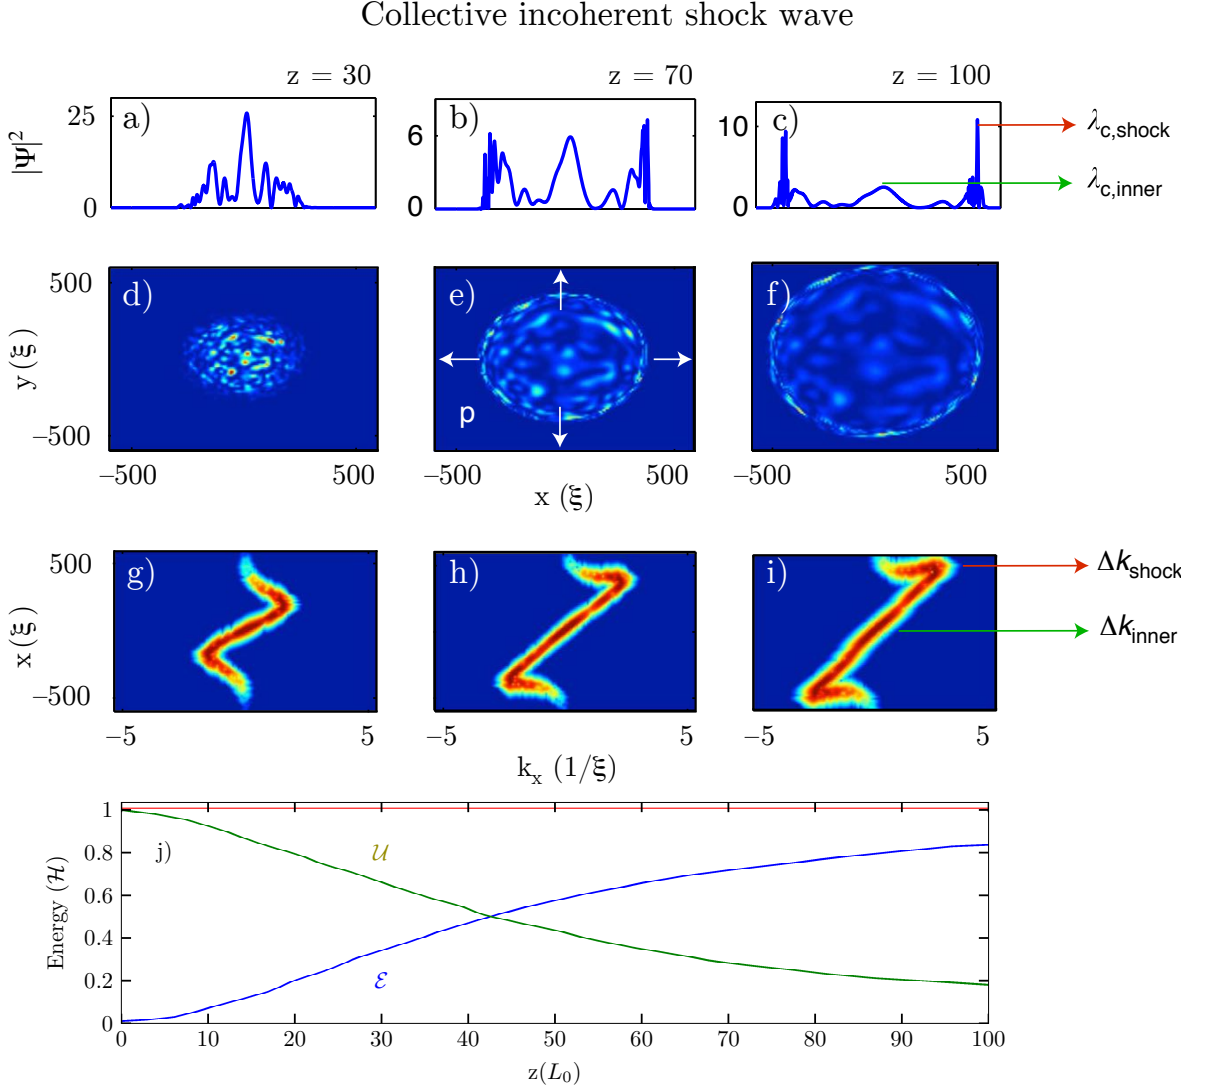 Collective incoherent shock wave
z = 30 z = 70 z = 100
|Ψ|²
25
0
a)
6
0
b)
10
0
c)
λc,shock
λc,inner
y (ξ)
500
−500
d) e) f)
p
−500 500 −500 500 −500 500
x (ξ)
x (ξ)
500
−500
g) h) i)
Δkshock
Δkinner
−5 5 −5 5 −5 5
kx (1/ξ)
Energy (ℋ)
1
0.8
0.6
0.4
0.2
0
j)
𝒰
ℰ
0 10 20 30 40 50 60 70 80 90 100
z(L0)